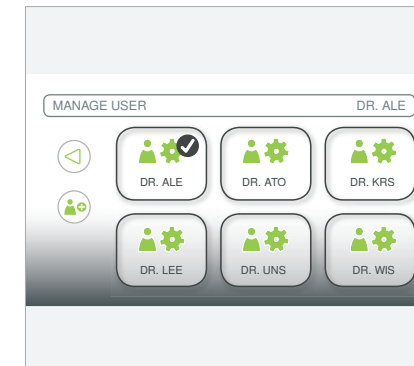 MANAGE USER DR. ALE
DR. ALE DR. ATO DR. KRS
DR. LEE DR. UNS DR. WIS